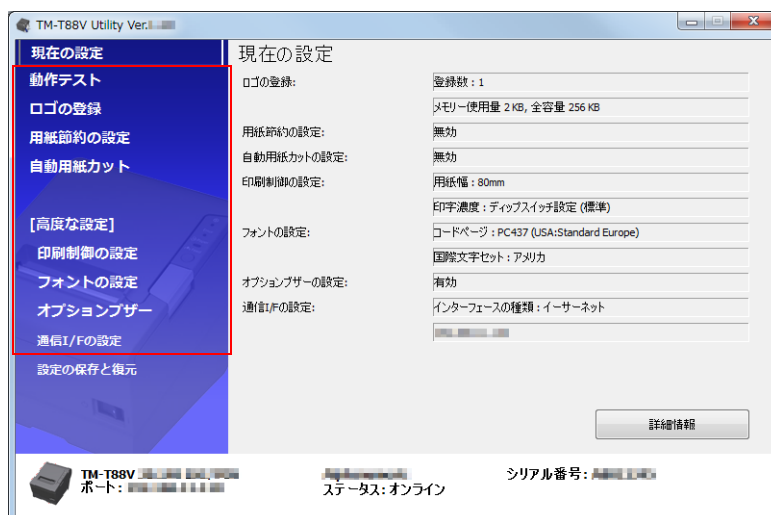 TM-T88V Utility Ver.
現在の設定
動作テスト
ロゴの登録
用紙節約の設定
自動用紙カット
[高度な設定]
印刷制御の設定
フォントの設定
オプションブザー
通信I/Fの設定
設定の保存と復元
現在の設定
ロゴの登録:
登録数 : 1
メモリー使用量 2 KB, 全容量 256 KB
用紙節約の設定:
無効
自動用紙カットの設定:
無効
印刷制御の設定:
用紙幅 : 80mm
印字濃度 : ディップスイッチ設定 (標準)
フォントの設定:
コードページ : PC437 (USA:Standard Europe)
国際文字セット : アメリカ
オプションブザーの設定:
有効
通信I/Fの設定:
インターフェースの種類 : イーサーネット
詳細情報
TM-T88V
ポート:
ステータス: オンライン
シリアル番号: